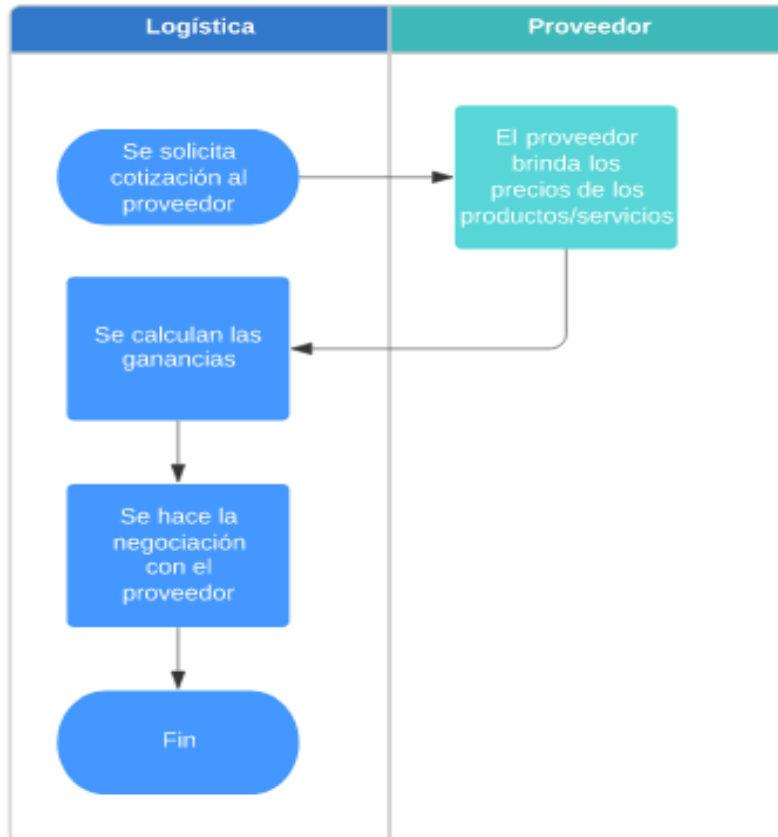 Logística
Proveedor
Se solicita
cotización al
proveedor
El proveedor
brinda los
precios de los
productos/servicios
Se calculan las
ganancias
Se hace la
negociación
con el
proveedor
Fin